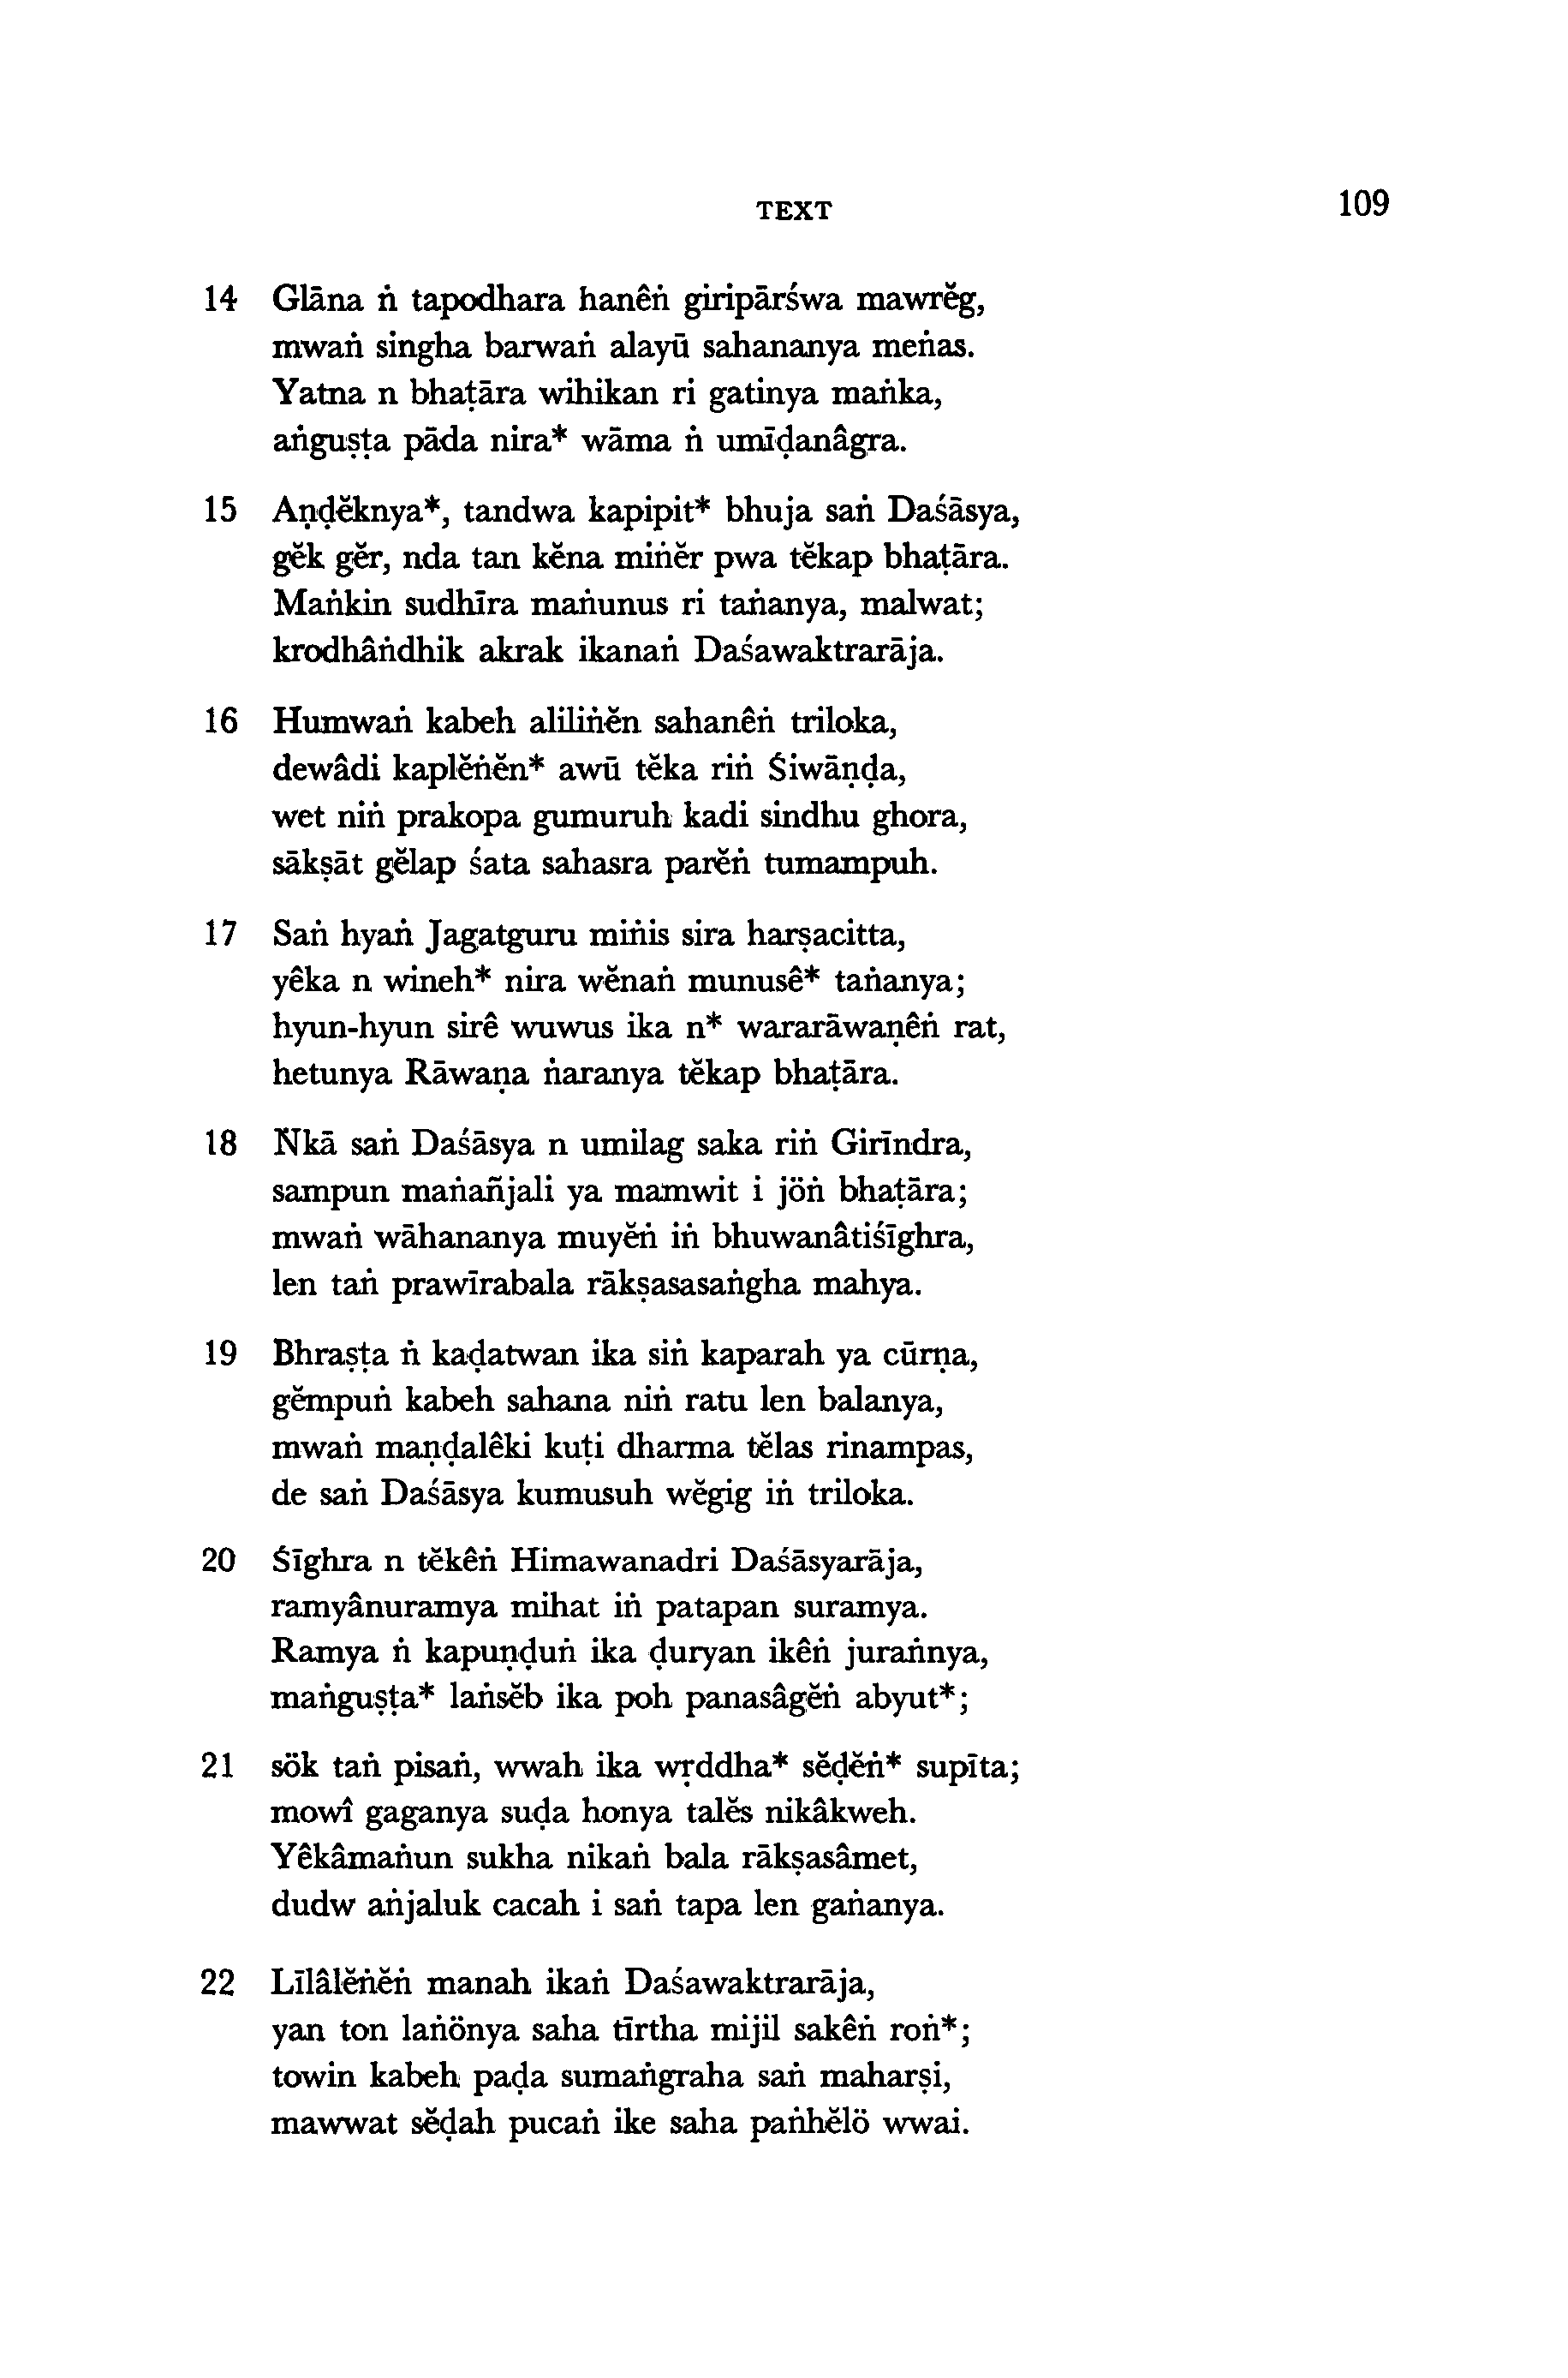 TEXT 109
14 Glāna ṅ tapodhara hanêṅ giripārśwa mawrĕg,
mwaṅ singha barwaṅ alayū sahananya meṅas.
Yatna n bhaṭāra wihikan ri gatinya maṅka,
aṅguṣṭa pāda nira* wāma ṅ umīḍanâgra.
15 Aṇḍĕknya*, tandwa kapipit* bhuja saṅ Daśāsya,
gĕk gĕr, nda tan kĕna miṅĕr pwa tĕkap bhaṭāra.
Maṅkin sudhīra maṅunus ri taṅanya, malwat;
krodhâṅdhik akrak ikanaṅ Daśawaktrarāja.
16 Humwaṅ kabeh aliliṅĕn sahanêṅ triloka,
dewâdi kaplĕṅĕn* awū tĕka riṅ Śiwāṇḍa,
wet niṅ prakopa gumuruh kadi sindhu ghora,
sākṣāt gĕlap śata sahasra parĕṅ tumampuh.
17 Saṅ hyaṅ Jagatguru miṅis sira harṣacitta,
yêka n wineh* nira wĕnaṅ munusê* taṅanya;
hyun-hyun sirê wuwus ika n* wararāwaṇêṅ rat,
hetunya Rāwaṇa ṅaranya tĕkap bhaṭāra.
18 Ṅkā saṅ Daśāsya n umilag saka riṅ Girīndra,
sampun maṅañjali ya mamwit i jöṅ bhaṭāra;
mwaṅ wāhananya muyĕṅ iṅ bhuwanâtiśīghra,
len taṅ prawīrabala rākṣasasaṅgha mahya.
19 Bhraṣṭa ṅ kaḍatwan ika siṅ kaparah ya cūrṇa,
gĕmpuṅ kabeh sahana niṅ ratu len balanya,
mwaṅ maṇḍalêki kuṭi dharma tĕlas rinampas,
de saṅ Daśāsya kumusuh wĕgig iṅ triloka.
20 Śīghra n tĕkêṅ Himawanadri Daśāsyarāja,
ramyânuramya mihat iṅ patapan suramya.
Ramya ṅ kapuṇḍuṅ ika ḍuryan ikêṅ juraṅnya,
maṅguṣṭa* laṅsĕb ika poh panasâgĕṅ abyut*;
21 sök taṅ pisaṅ, wwah ika wṛddha* sĕḍĕṅ* supīta;
mowî gaganya suḍa honya talĕs nikâkweh.
Yêkâmaṅun sukha nikaṅ bala rākṣasâmet,
dudw aṅjaluk cacah i saṅ tapa len gaṅanya.
22 Līlâlĕṅĕṅ manah ikaṅ Daśawaktrarāja,
yan ton laṅönya saha tīrtha mijil sakêṅ roṅ*;
towin kabeh paḍa sumaṅgraha saṅ maharṣi,
mawwat sĕḍah pucaṅ ike saha paṅhĕlö wwai.